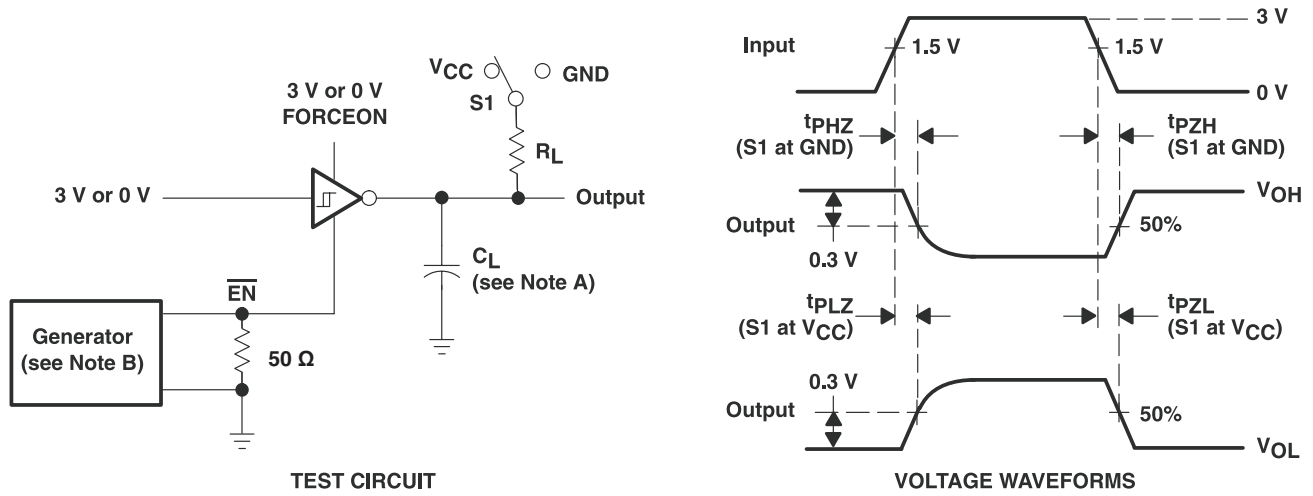 VCC
GND
S1
3 V or 0 V
FORCEON
RL
3 V or 0 V
Output
CL
(see Note A)
EN
Generator
(see Note B)
50 Ω
TEST CIRCUIT
3 V
Input
1.5 V
1.5 V
0 V
tPHZ
(S1 at GND)
tPZH
(S1 at GND)
VOH
Output
50%
0.3 V
tPLZ
(S1 at VCC)
tPZL
(S1 at VCC)
0.3 V
Output
50%
VOL
VOLTAGE WAVEFORMS